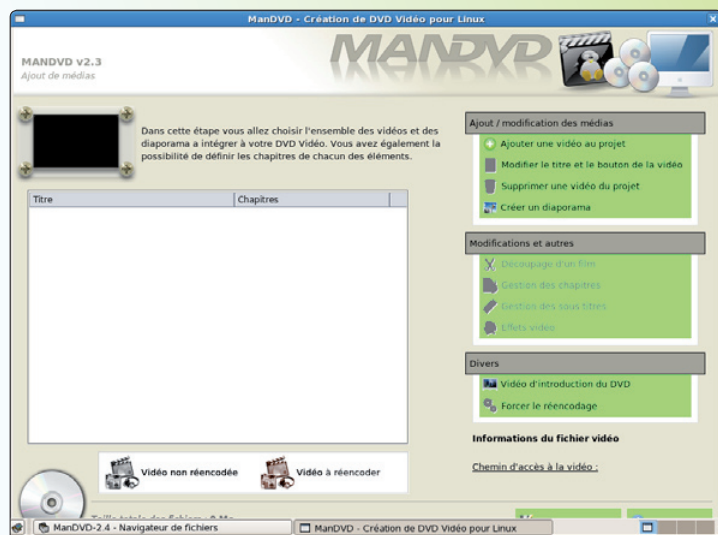 ManDVD - Création de DVD Vidéo pour Linux
MANDVD
MANDVD v2.3
Ajout de médias
Dans cette étape vous allez choisir l'ensemble des vidéos et des
diaporama a intégrer à votre DVD Vidéo. Vous avez également la
possibilité de définir les chapitres de chacun des éléments.
Titre
Chapitres
Vidéo non réencodée
Vidéo à réencoder
Ajout / modification des médias
Ajouter une vidéo au projet
Modifier le titre et le bouton de la vidéo
Supprimer une vidéo du projet
Créer un diaporama
Modifications et autres
Découpage d'un film
Gestion des chapitres
Gestion des sous titres
Effets vidéo
Divers
Vidéo d'introduction du DVD
Forcer le réencodage
Informations du fichier vidéo
Chemin d'accès à la vidéo :
Taille totale des fichiers : 0 Mo
ManDVD-2.4 - Navigateur de fichiers
ManDVD - Création de DVD Vidéo pour Linux